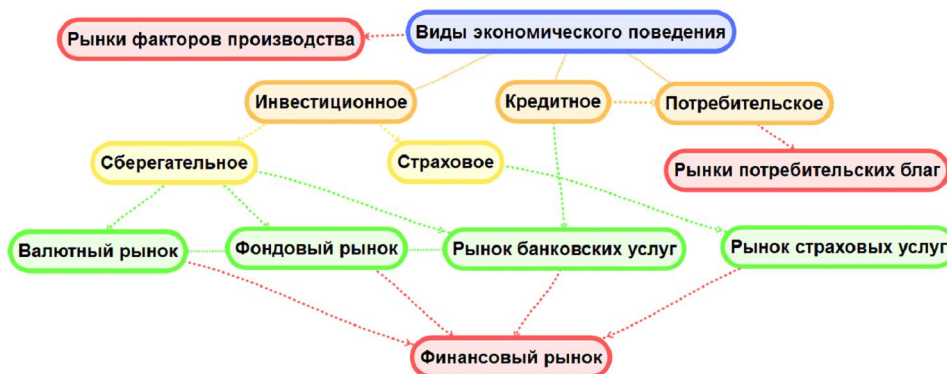 Виды экономического поведения
Рынки факторов производства
Инвестиционное
Кредитное
Потребительское
Сберегательное
Страховое
Рынки потребительских благ
Валютный рынок
Фондовый рынок
Рынок банковских услуг
Рынок страховых услуг
Финансовый рынок